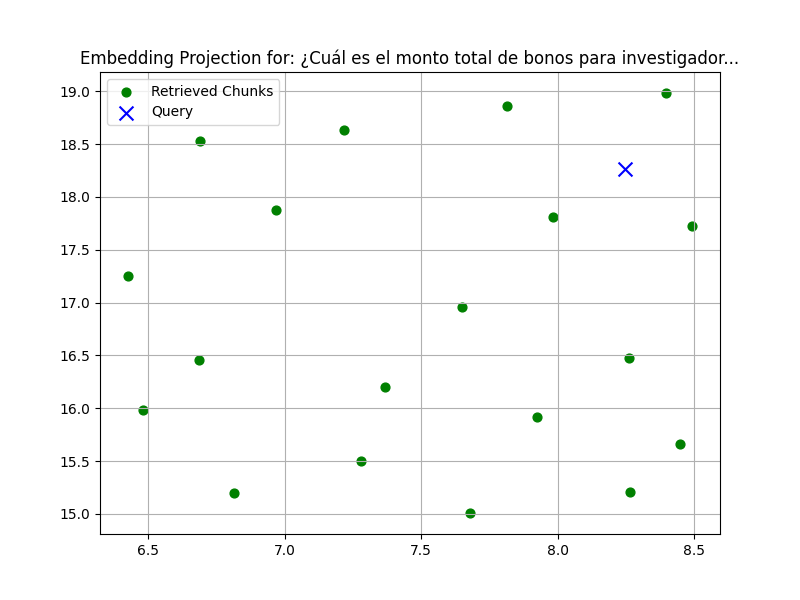 Embedding Projection for: ¿Cuál es el monto total de bonos para investigador...
Retrieved Chunks
Query
19.0
18.5
18.0
17.5
17.0
16.5
16.0
15.5
15.0
6.5 7.0 7.5 8.0 8.5